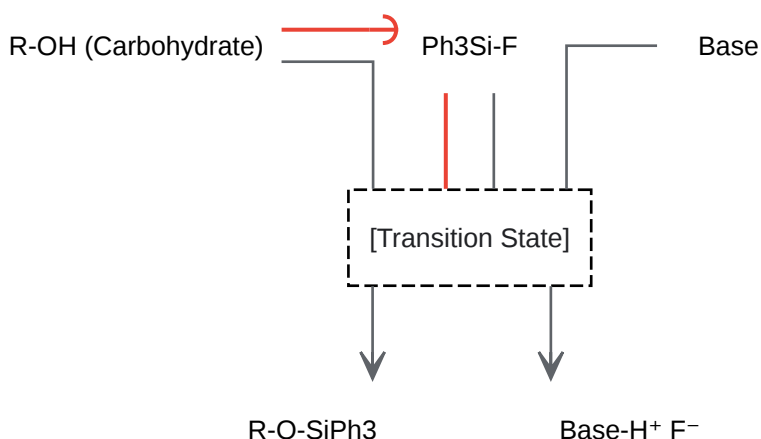 R-OH (Carbohydrate) Ph3Si-F Base
[Transition State]
R-O-SiPh3 Base-H⁺ F⁻